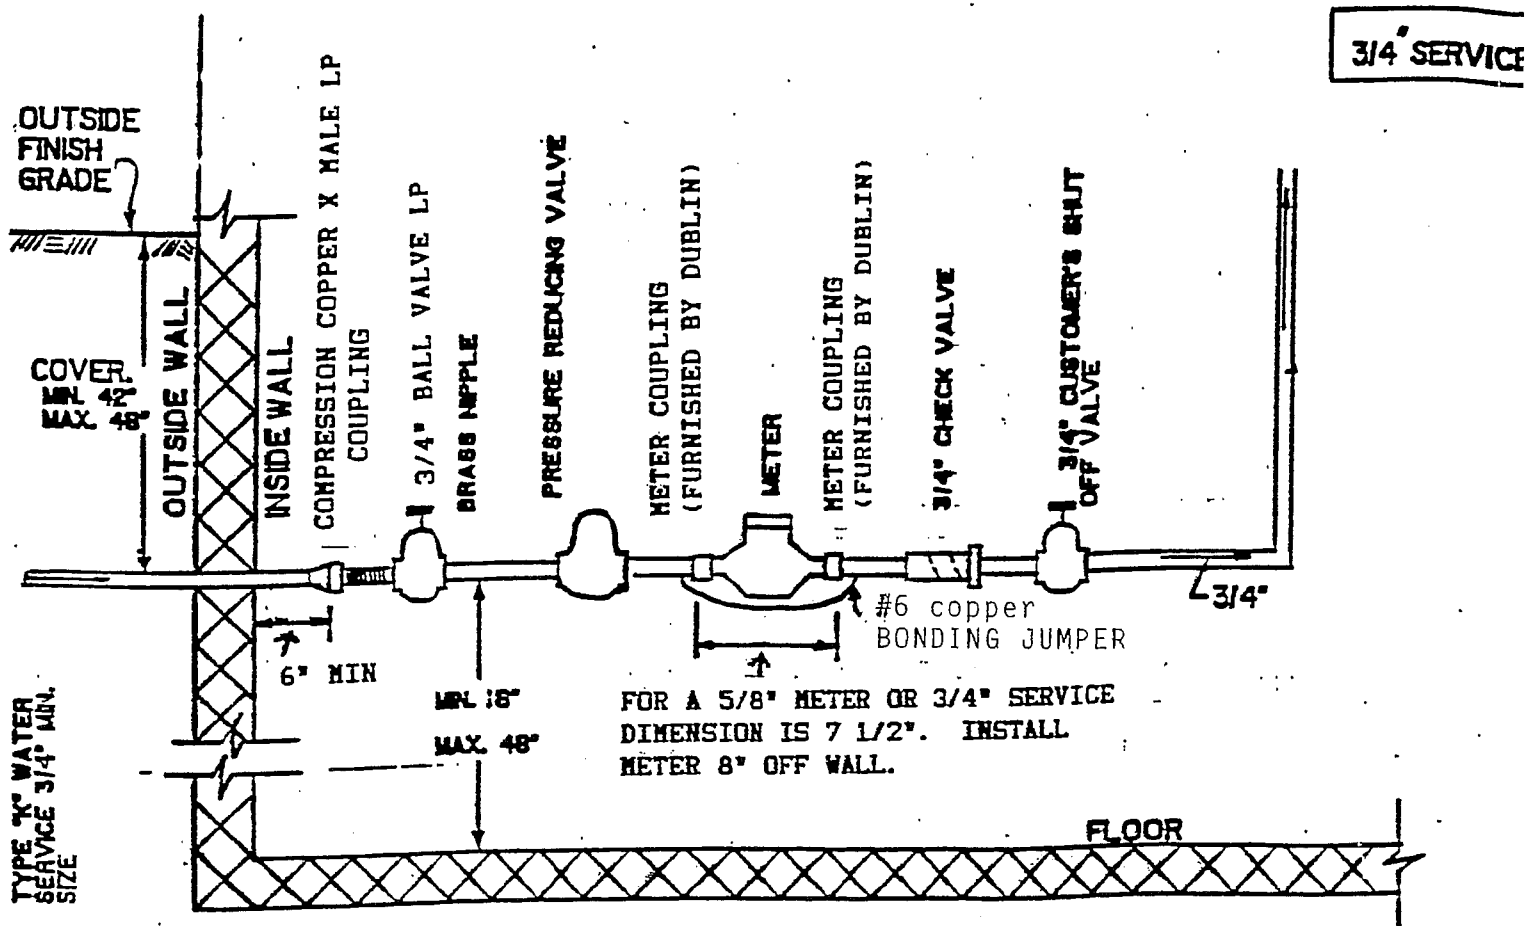 3/4" SERVICE
OUTSIDE
FINISH
GRADE
COVER.
MIN. 42"
MAX. 48"
OUTSIDE WALL
INSIDE WALL
COMPRESSION COPPER X MALE LP
COUPLING
3/4" BALL VALVE LP
BRASS NIPPLE
PRESSURE REDUCING VALVE
METER COUPLING
(FURNISHED BY DUBLIN)
METER
METER COUPLING
(FURNISHED BY DUBLIN)
3/4" CHECK VALVE
3/4" CUSTOMER'S SHUT
OFF VALVE
3/4"
#6 copper
BONDING JUMPER
6" MIN
MIN. 18"
MAX. 48"
FOR A 5/8" METER OR 3/4" SERVICE
DIMENSION IS 7 1/2". INSTALL
METER 8" OFF WALL.
TYPE "K" WATER
SERVICE 3/4" MIN.
SIZE
FLOOR